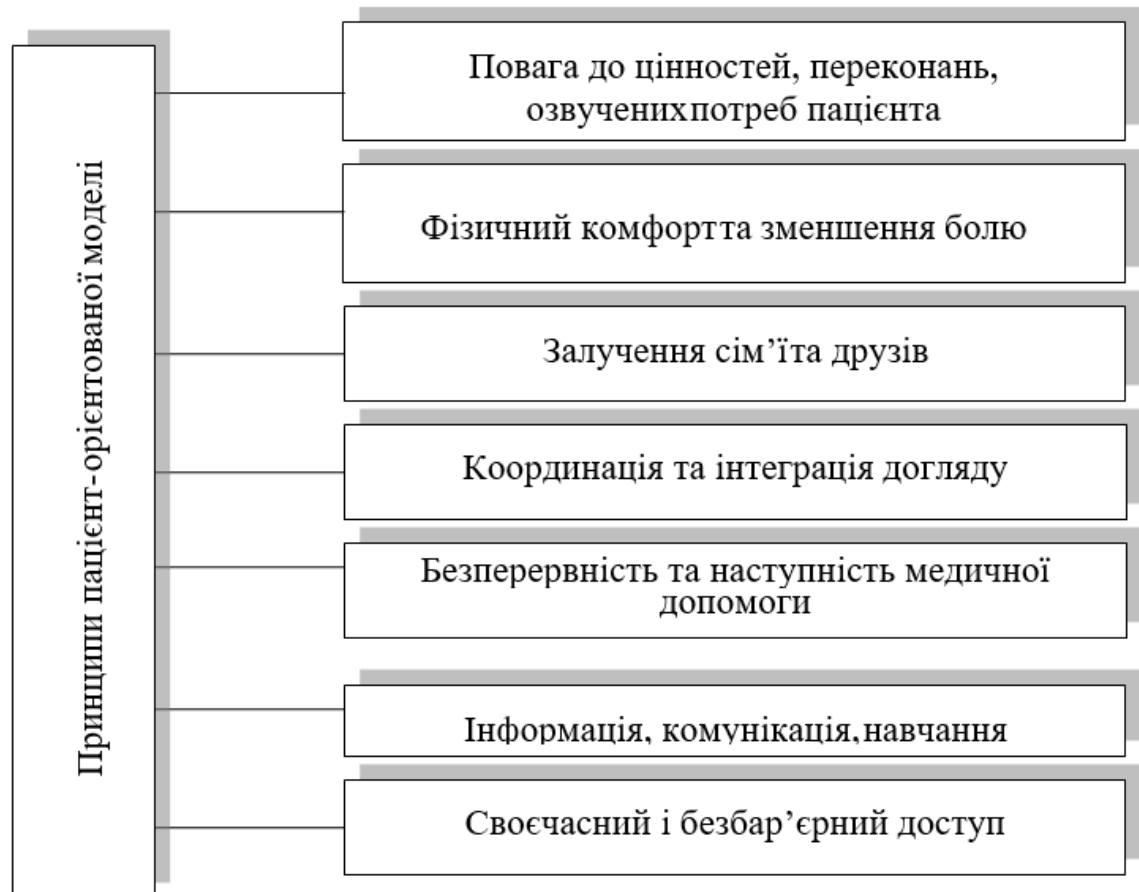 Принципи пацієнт-орієнтованої моделі
Повага до цінностей, переконань,
озвученихпотреб пацієнта
Фізичний комфортта зменшення болю
Залучення сім’їта друзів
Координація та інтеграція догляду
Безперервність та наступність медичної
допомоги
Інформація, комунікація,навчання
Своєчасний і безбар’єрний доступ